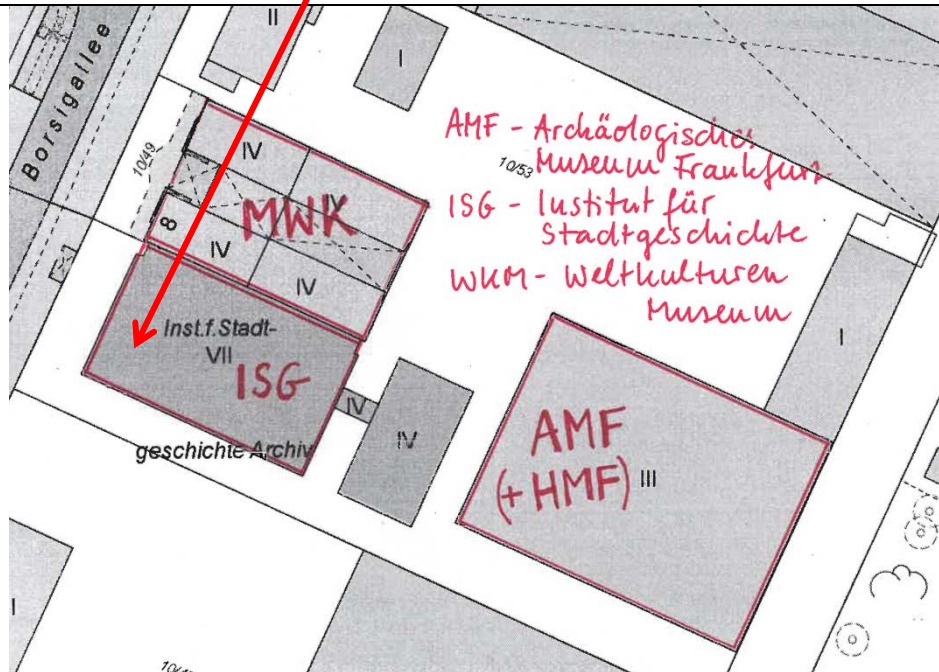 II
I
Borsigallee
10/49
IV
IV
MWK
8
IV
IV
AMF - Archäologisches
10/53
Museum Frankfurt
ISG - Institut für
Stadtgeschichte
WKM - Weltkulturen
Museum
Inst.f.Stadt-
VII
ISG
geschichte Archiv
IV
IV
I
AMF
(+ HMF)
III
I